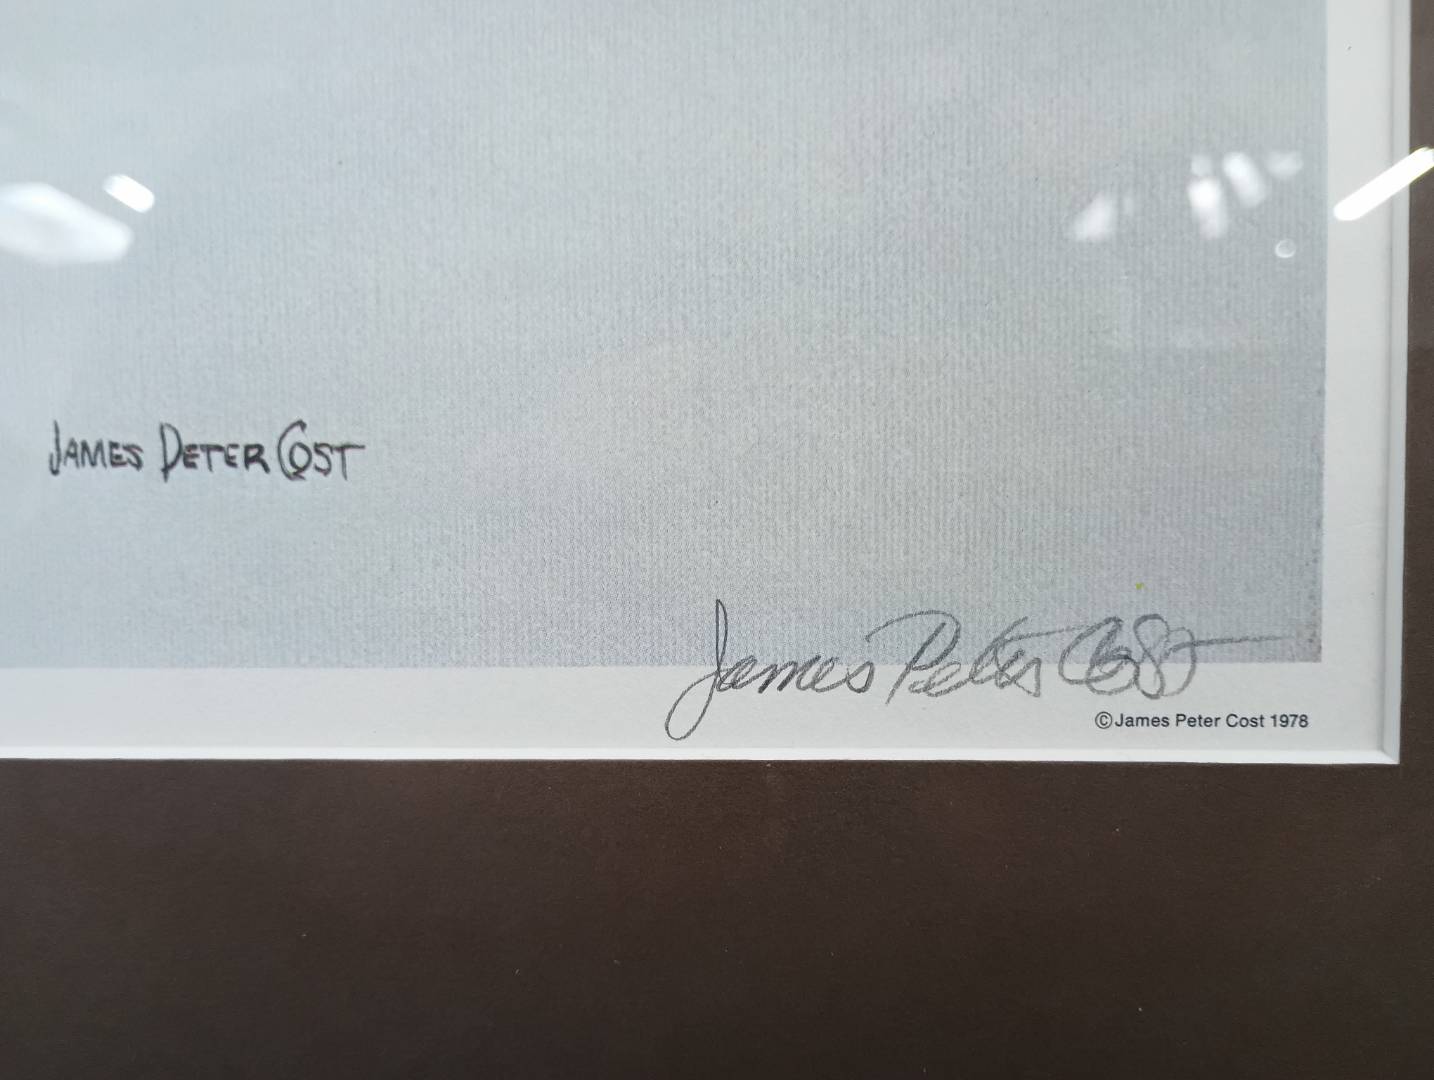 JAMES PETER COST
James Peter Cost
©James Peter Cost 1978